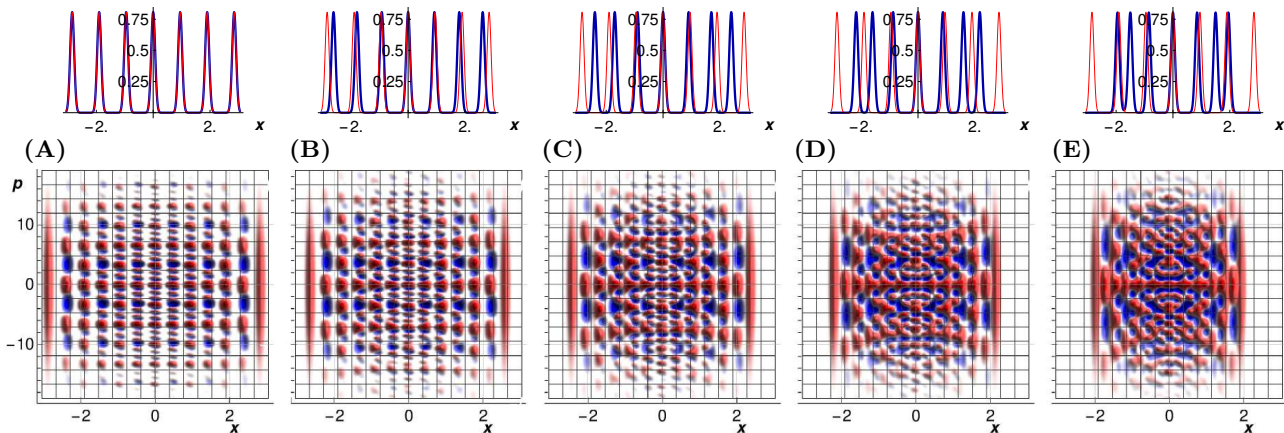 0.75 0.75 0.75 0.75 0.75
0.5 0.5 0.5 0.5 0.5
0.25 0.25 0.25 0.25 0.25
−2. 2. x −2. 2. x −2. 2. x −2. 2. x −2. 2. x
(A) (B) (C) (D) (E)
p
10
0
−10
−2 0 2 −2 0 2 −2 0 2 −2 0 2 −2 0 2
x x x x x